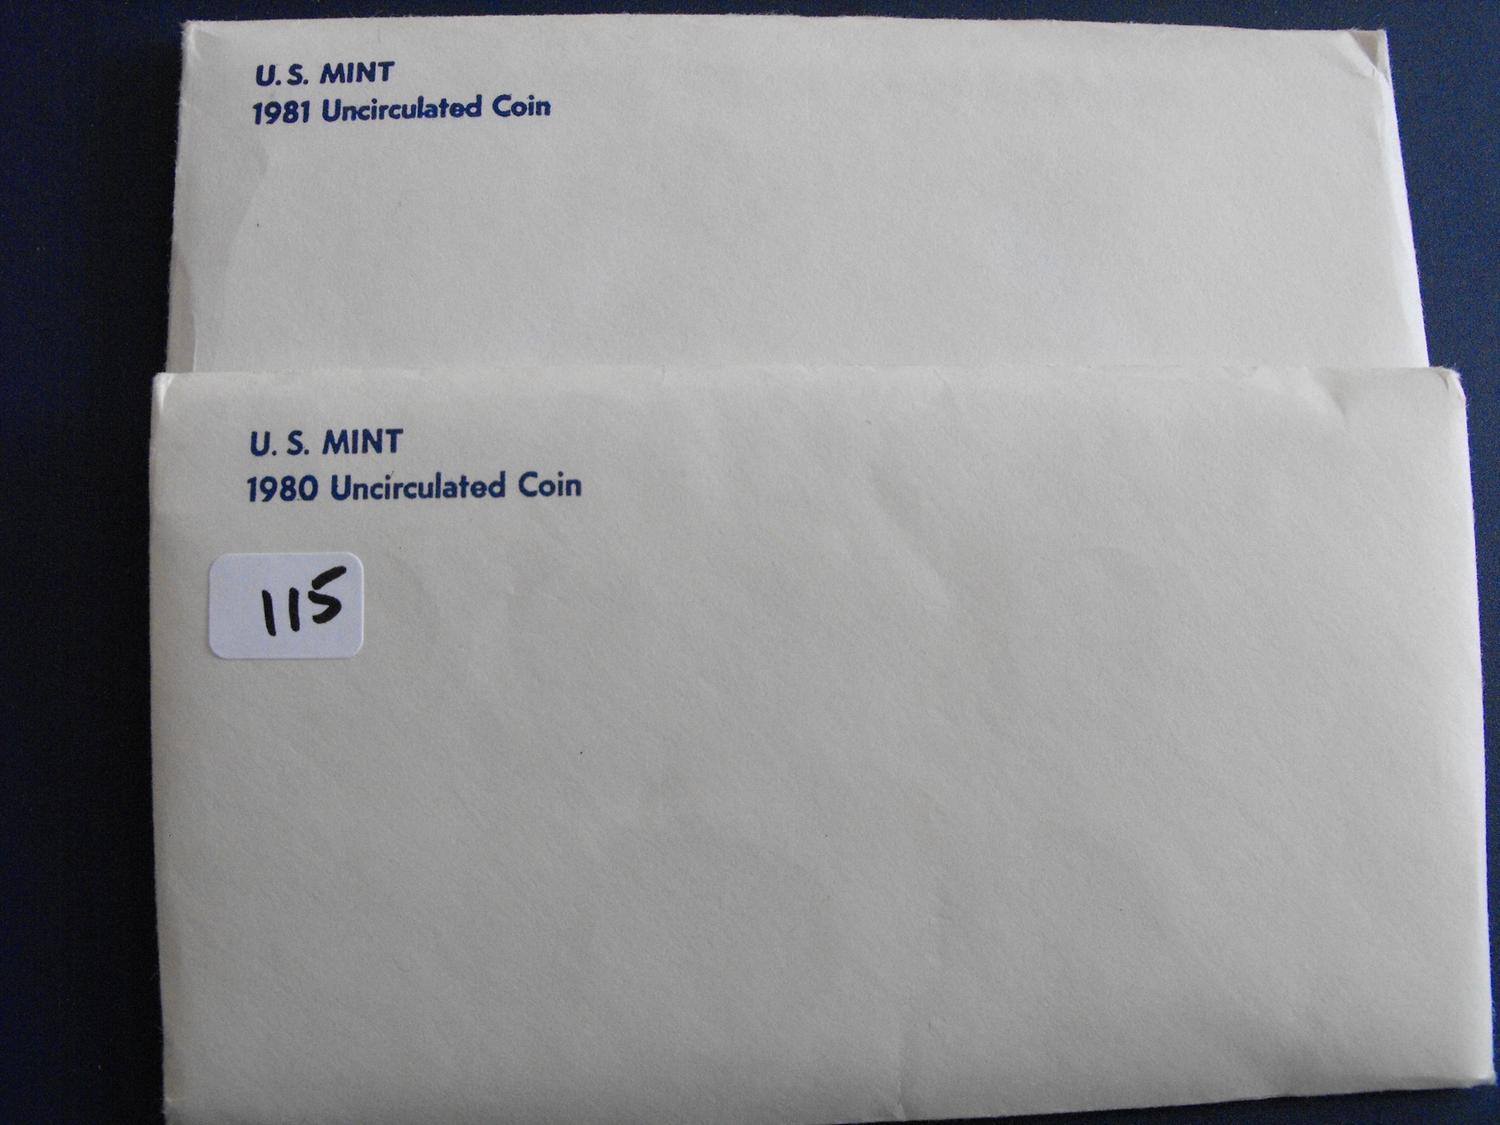 U.S. MINT
1981 Uncirculated Coin
U. S. MINT
1980 Uncirculated Coin
115